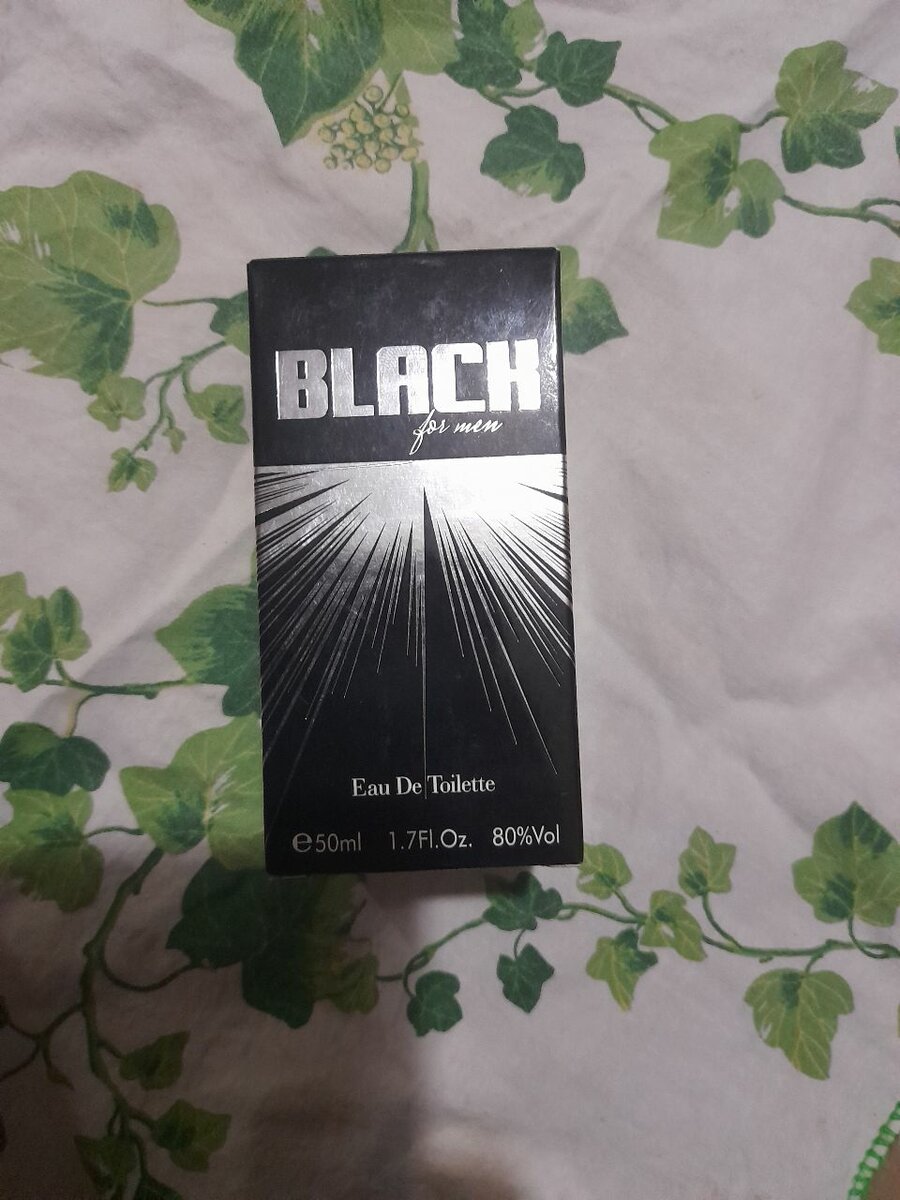 BLACK
for men
Eau De Toilette
℮50ml 1.7Fl.Oz. 80%Vol